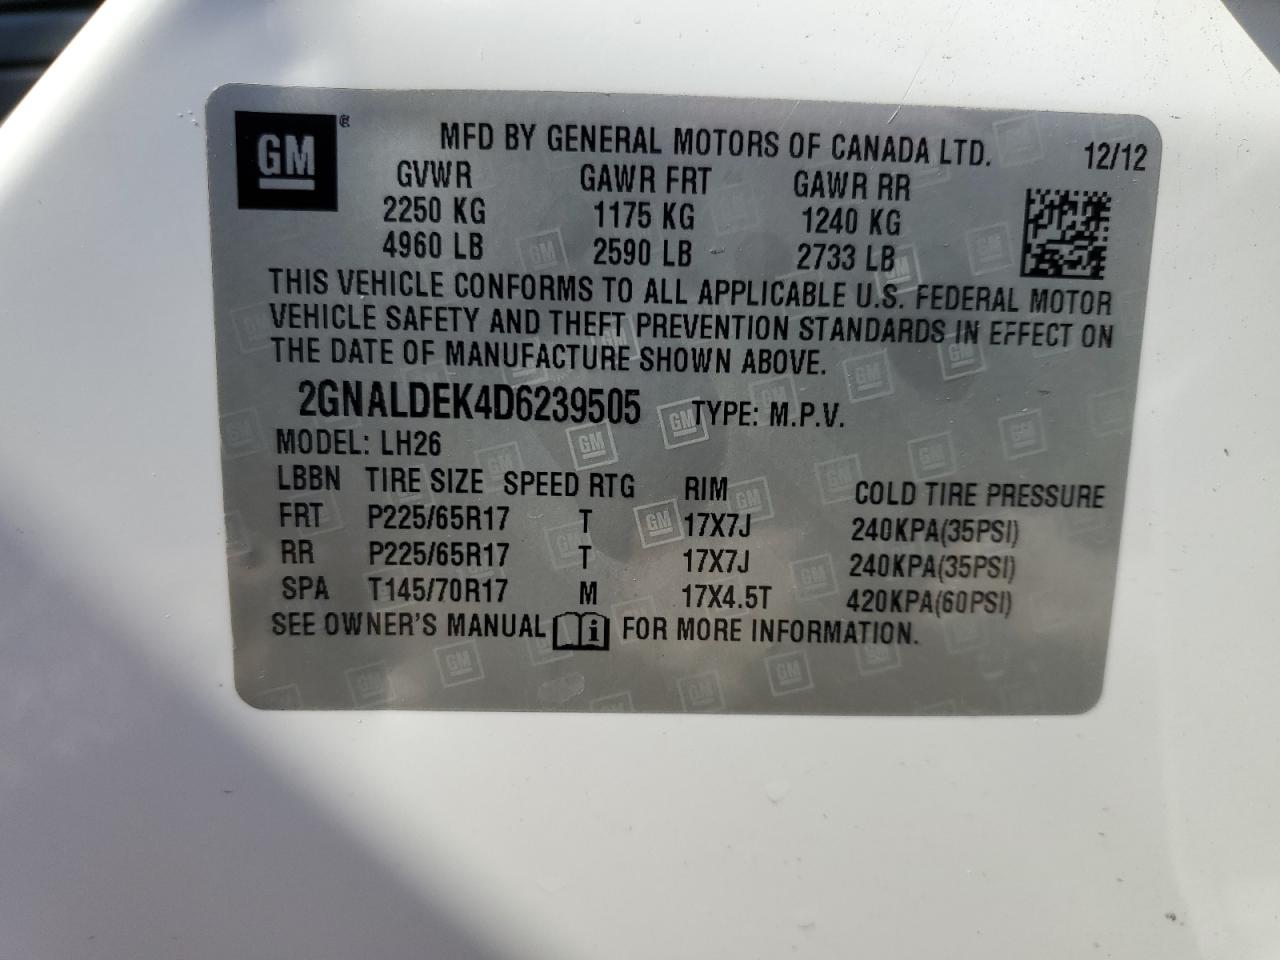 GM ®
MFD BY GENERAL MOTORS OF CANADA LTD. 12/12
GVWR GAWR FRT GAWR RR
2250 KG 1175 KG 1240 KG
4960 LB 2590 LB 2733 LB
THIS VEHICLE CONFORMS TO ALL APPLICABLE U.S. FEDERAL MOTOR
VEHICLE SAFETY AND THEFT PREVENTION STANDARDS IN EFFECT ON
THE DATE OF MANUFACTURE SHOWN ABOVE.
2GNALDEK4D6239505 TYPE: M.P.V.
MODEL: LH26
LBBN TIRE SIZE SPEED RTG RIM COLD TIRE PRESSURE
FRT P225/65R17 T 17X7J 240KPA(35PSI)
RR P225/65R17 T 17X7J 240KPA(35PSI)
SPA T145/70R17 M 17X4.5T 420KPA(60PSI)
SEE OWNER'S MANUAL i FOR MORE INFORMATION.